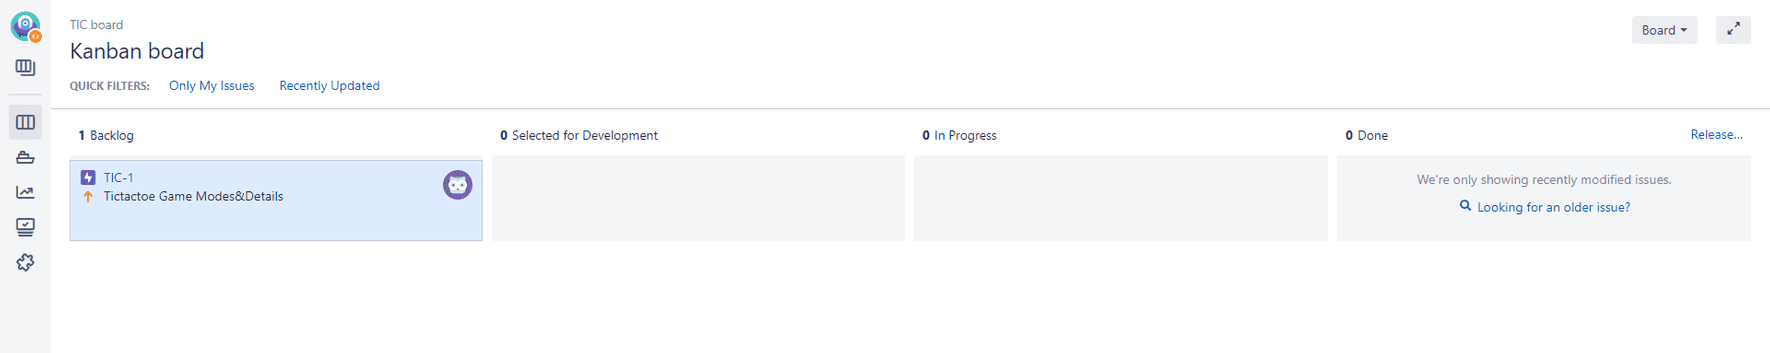 TIC board
Kanban board
Board
QUICK FILTERS: Only My Issues Recently Updated
1 Backlog
0 Selected for Development
0 In Progress
0 Done
Release...
TIC-1
Tictactoe Game Modes&Details
We're only showing recently modified issues.
Looking for an older issue?